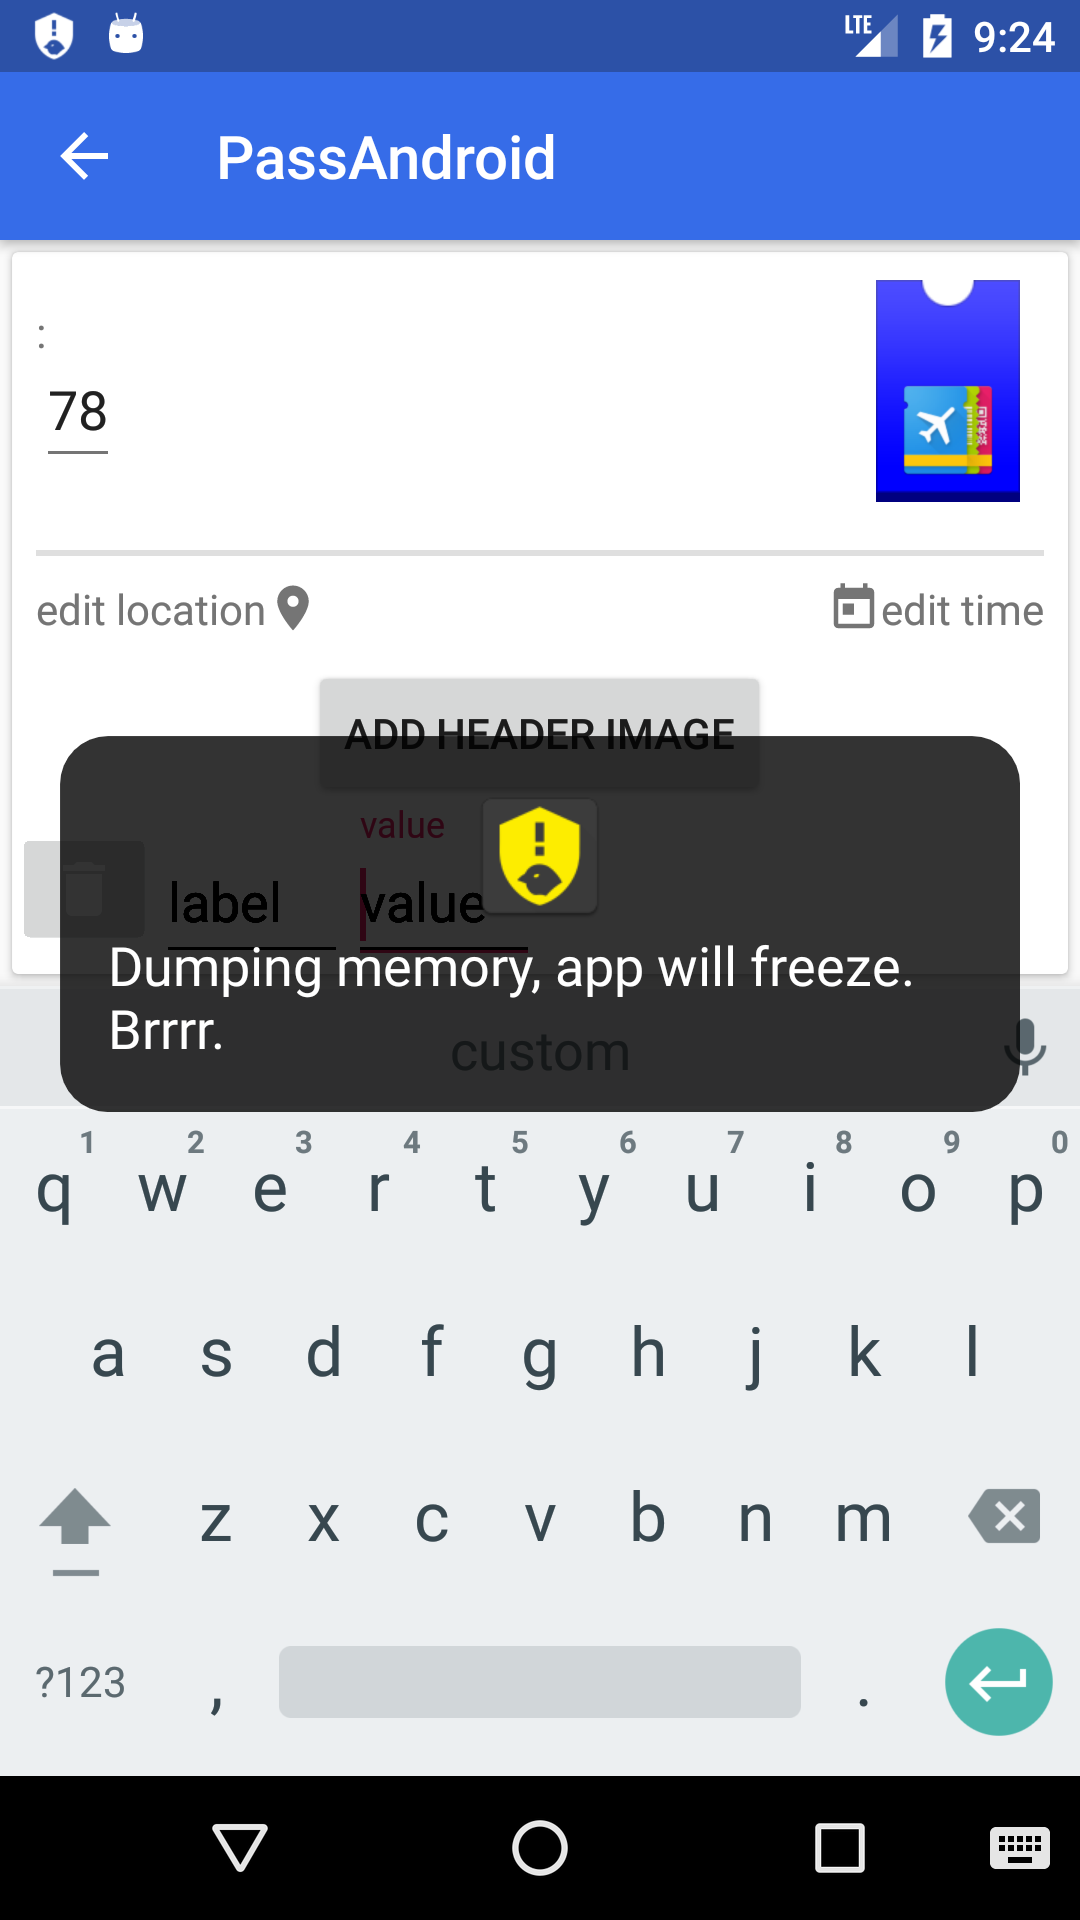 LTE 9:24
PassAndroid
:
78
edit location
edit time
ADD HEADER IMAGE
value
label
value
Dumping memory, app will freeze.
Brrrr.
custom
1 2 3 4 5 6 7 8 9 0
q w e r t y u i o p
a s d f g h j k l
z x c v b n m
?123 , .